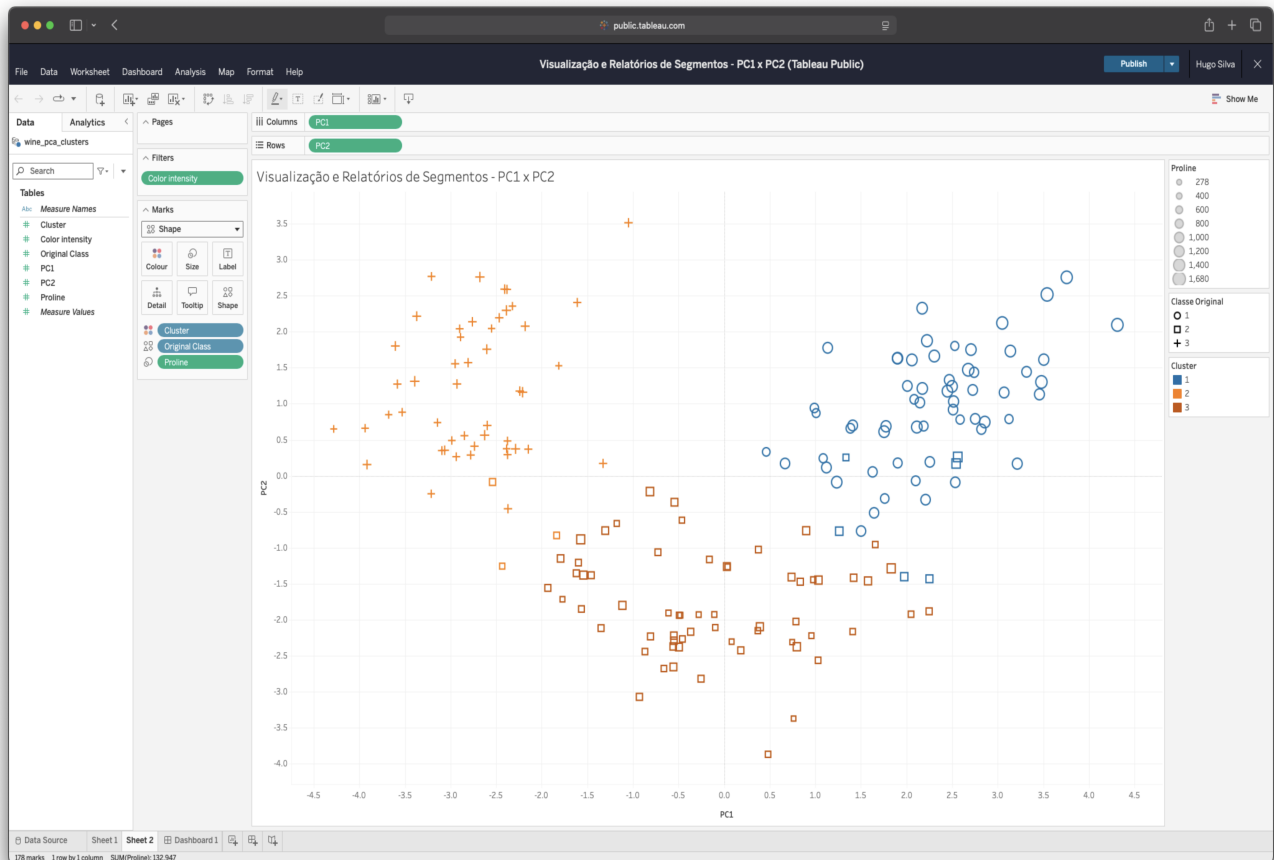 public.tableau.com
File Data Worksheet Dashboard Analysis Map Format Help
Visualização e Relatórios de Segmentos - PC1 x PC2 (Tableau Public)
Publish
Hugo Silva
Show Me
Data Analytics
wine_pca_clusters
Search
Tables
Abc Measure Names
# Cluster
# Color intensity
# Original Class
# PC1
# PC2
# Proline
# Measure Values
Pages
Filters
Color intensity
Marks
Shape
Colour Size Label
Detail Tooltip Shape
Cluster
Original Class
Proline
Columns PC1
Rows PC2
Visualização e Relatórios de Segmentos - PC1 x PC2
PC2
3.5
3.0
2.5
2.0
1.5
1.0
0.5
0.0
-0.5
-1.0
-1.5
-2.0
-2.5
-3.0
-3.5
-4.0
-4.5 -4.0 -3.5 -3.0 -2.5 -2.0 -1.5 -1.0 -0.5 0.0 0.5 1.0 1.5 2.0 2.5 3.0 3.5 4.0 4.5
PC1
Proline
278
400
600
800
1,000
1,200
1,400
1,680
Classe Original
1
2
3
Cluster
1
2
3
Data Source Sheet 1 Sheet 2 Dashboard 1
178 marks 1 row by 1 column SUM(Proline): 132,947